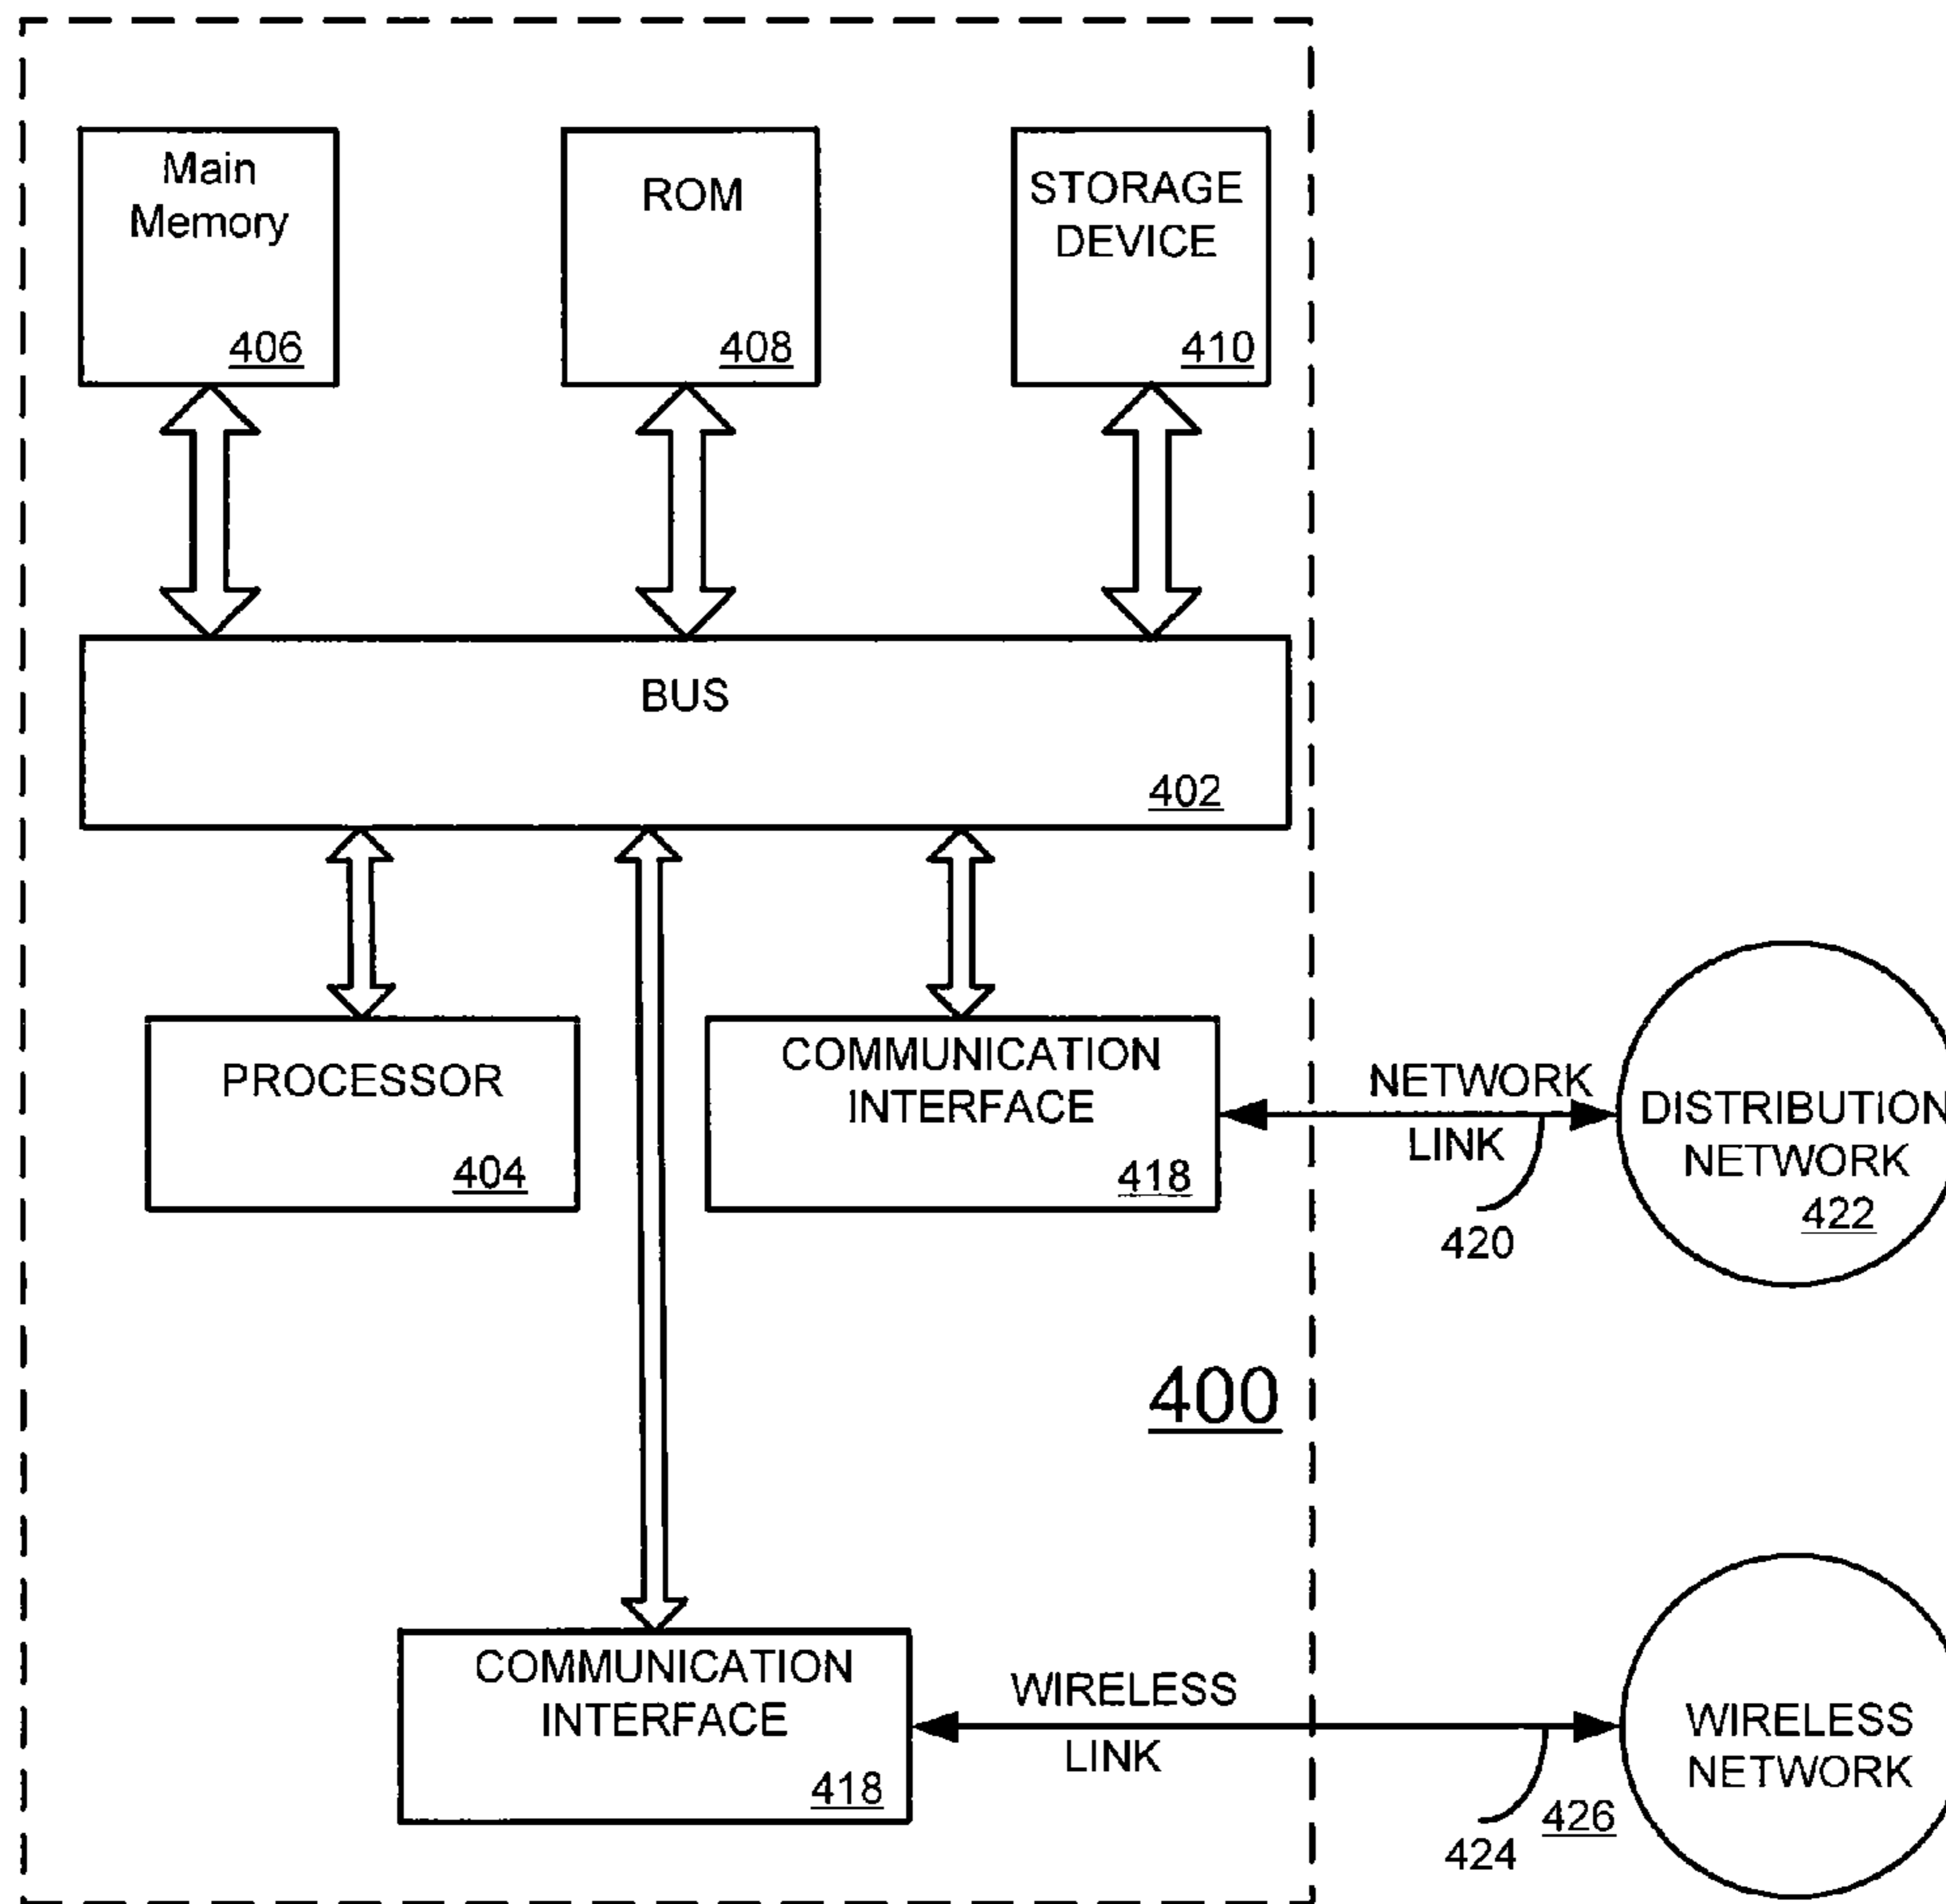 Main
Memory
406
ROM
408
STORAGE
DEVICE
410
BUS
402
PROCESSOR
404
COMMUNICATION
INTERFACE
418
NETWORK
LINK
420
DISTRIBUTION
NETWORK
422
400
COMMUNICATION
INTERFACE
418
WIRELESS
LINK
424
426
WIRELESS
NETWORK